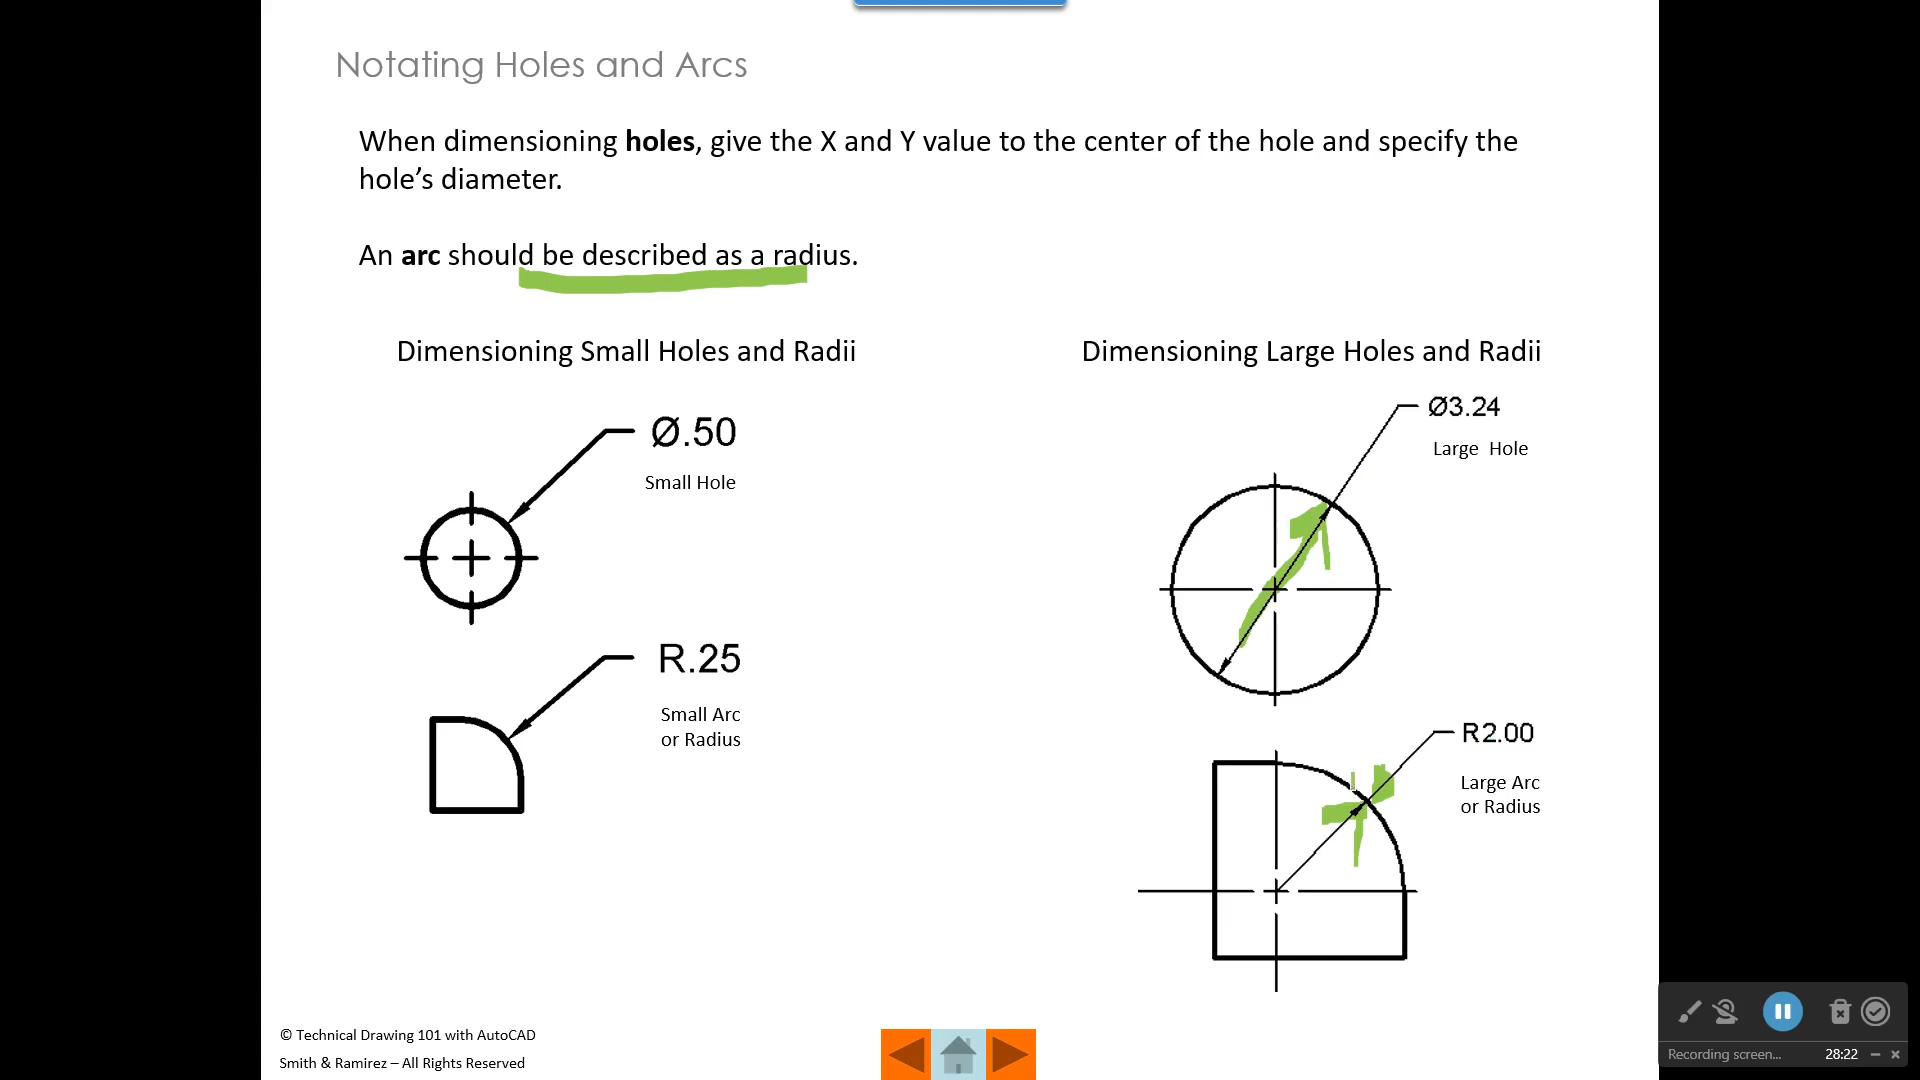 Notating Holes and Arcs
When dimensioning holes, give the X and Y value to the center of the hole and specify the
hole’s diameter.
An arc should be described as a radius.
Dimensioning Small Holes and Radii
Ø.50
Small Hole
R.25
Small Arc
or Radius
Dimensioning Large Holes and Radii
Ø3.24
Large Hole
R2.00
Large Arc
or Radius
© Technical Drawing 101 with AutoCAD
Smith & Ramirez – All Rights Reserved
Recording screen... 28:22